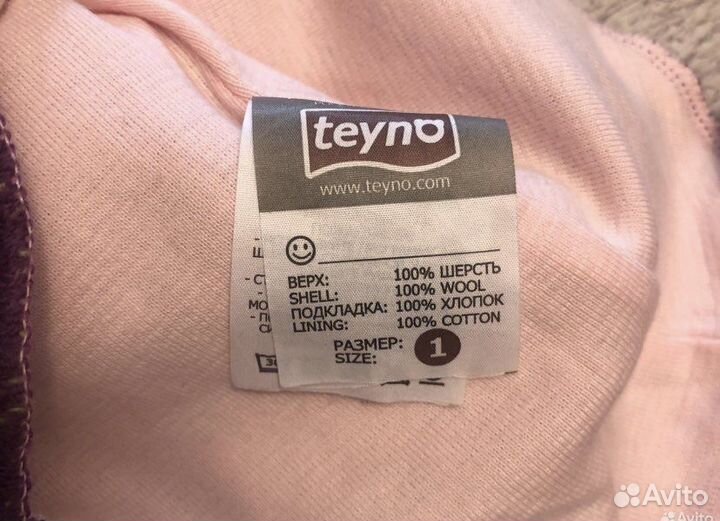 teyno
www.teyno.com
ВЕРХ: 100% ШЕРСТЬ
SHELL: 100% WOOL
ПОДКЛАДКА: 100% ХЛОПОК
LINING: 100% COTTON
РАЗМЕР:
SIZE: 1
Avito
Avito